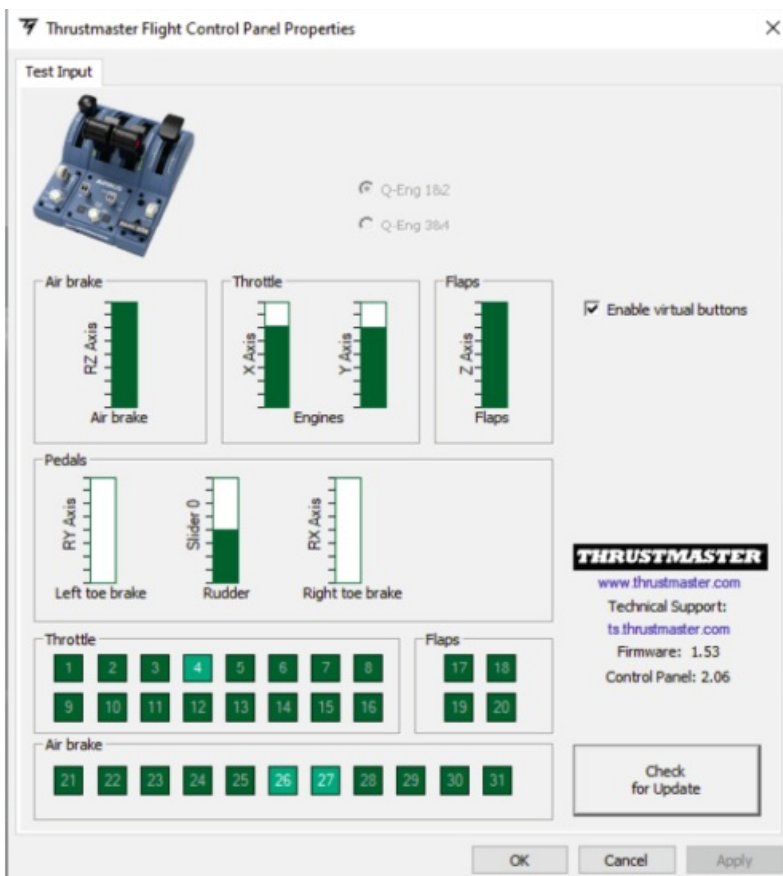 Thrustmaster Flight Control Panel Properties
Test Input
Q-Eng 1&2
Q-Eng 3&4
Air brake
RZ Axis
Air brake
Throttle
X Axis
Y Axis
Engines
Flaps
Z Axis
Flaps
Enable virtual buttons
Pedals
RY Axis
Left toe brake
Slider 0
Rudder
RX Axis
Right toe brake
THRUSTMASTER
www.thrustmaster.com
Technical Support:
ts.thrustmaster.com
Firmware: 1.53
Control Panel: 2.06
Throttle
1 2 3 4 5 6 7 8
9 10 11 12 13 14 15 16
Flaps
17 18
19 20
Air brake
21 22 23 24 25 26 27 28 29 30 31
Check
for Update
OK Cancel Apply